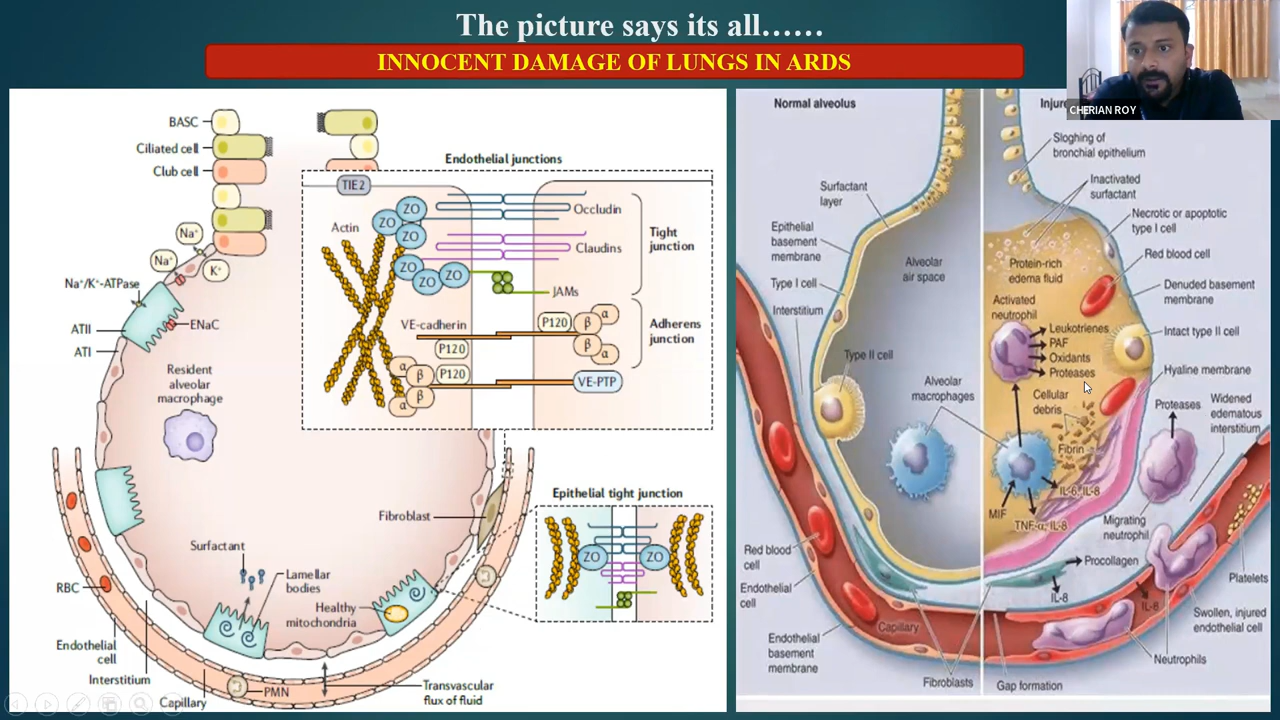 The picture says its all……
INNOCENT DAMAGE OF LUNGS IN ARDS
CHERIAN ROY
BASC
Ciliated cell
Club cell
Na⁺
Na⁺
K⁺
Na⁺/K⁺-ATPase
ENaC
ATII
ATI
Resident
alveolar
macrophage
Surfactant
Lamellar
bodies
Healthy
mitochondria
Fibroblast
RBC
Endothelial
cell
Interstitium
Capillary
PMN
Transvascular
flux of fluid
Endothelial junctions
TIE2
Actin
ZO
ZO
ZO
ZO
ZO
ZO
Occludin
Claudins
JAMs
Tight
junction
VE-cadherin
P120
P120
P120
β
α
β
α
α
β
α
β
VE-PTP
Adherens
junction
Epithelial tight junction
ZO
ZO
Normal alveolus
Surfactant
layer
Epithelial
basement
membrane
Type I cell
Interstitium
Alveolar
air space
Type II cell
Alveolar
macrophages
Red blood
cell
Endothelial
cell
Endothelial
basement
membrane
Capillary
Fibroblasts
Gap formation
Sloghing of
bronchial epithelium
Inactivated
surfactant
Necrotic or apoptotic
type I cell
Red blood cell
Protein-rich
edema fluid
Denuded basement
membrane
Activated
neutrophil
Leukotrienes
PAF
Oxidants
Proteases
Intact type II cell
Hyaline membrane
Cellular
debris
Proteases
Widened
edematous
interstitium
Fibrin
IL-6, IL-8
MIF
TNF-α, IL-8
Migrating
neutrophil
Procollagen
IL-8
IL-8
Platelets
Swollen, injured
endothelial cell
Neutrophils